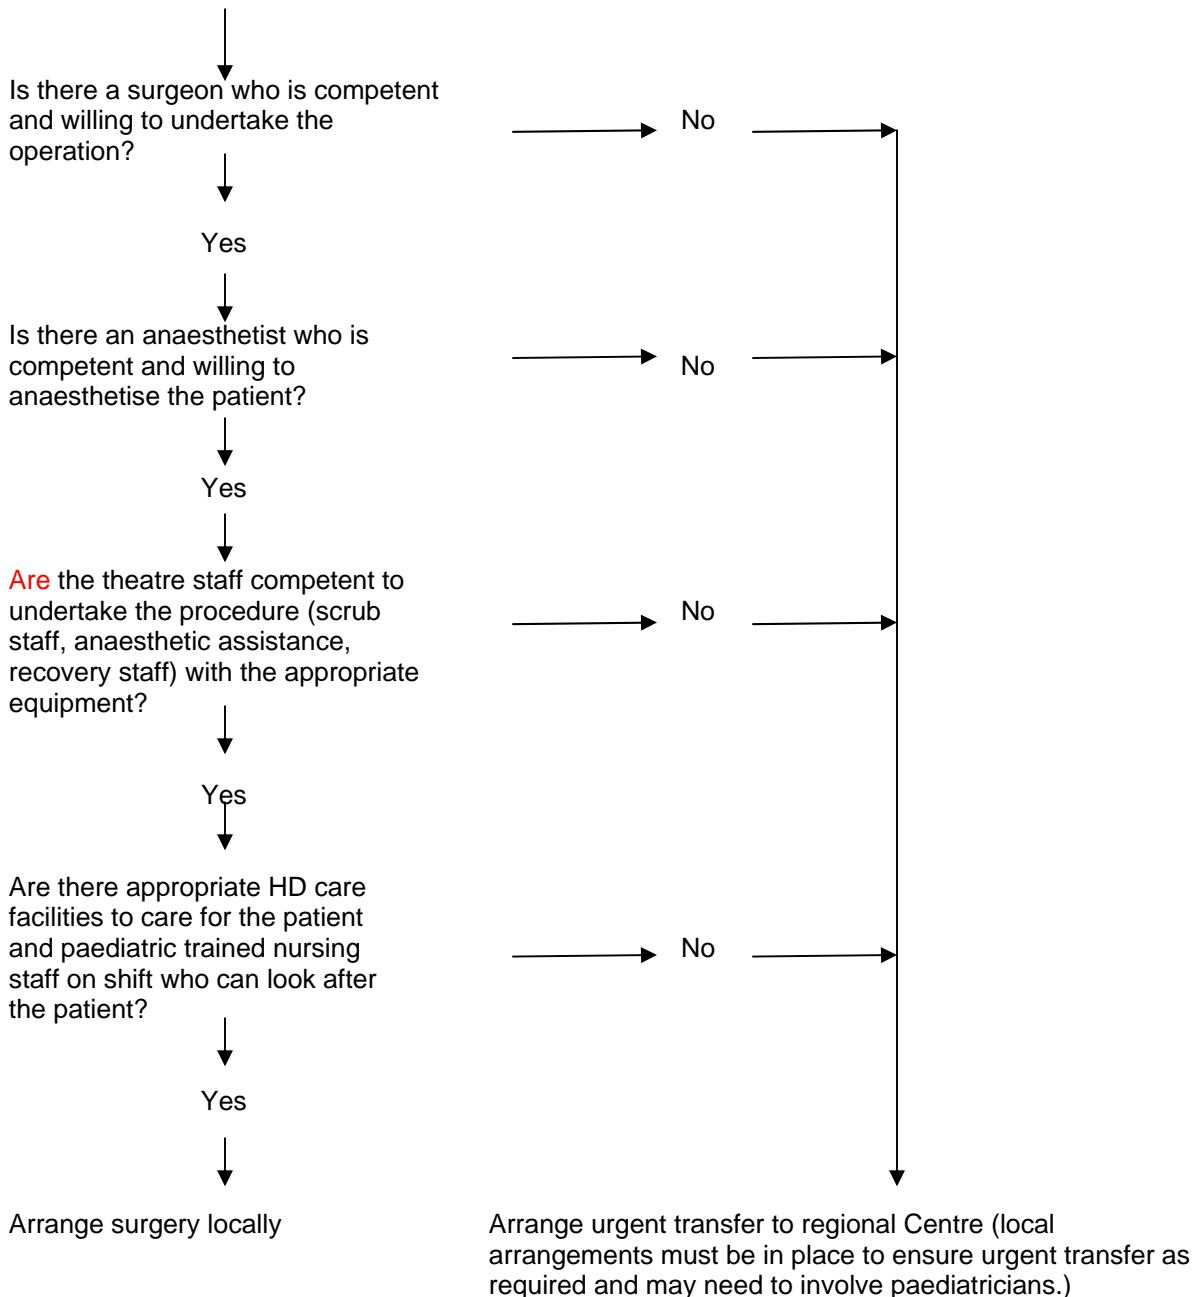 Is there a surgeon who is competent
and willing to undertake the
operation?
No
Yes
Is there an anaesthetist who is
competent and willing to
anaesthetise the patient?
No
Yes
Are the theatre staff competent to
undertake the procedure (scrub
staff, anaesthetic assistance,
recovery staff) with the appropriate
equipment?
No
Yes
Are there appropriate HD care
facilities to care for the patient
and paediatric trained nursing
staff on shift who can look after
the patient?
No
Yes
Arrange surgery locally
Arrange urgent transfer to regional Centre (local
arrangements must be in place to ensure urgent transfer as
required and may need to involve paediatricians.)